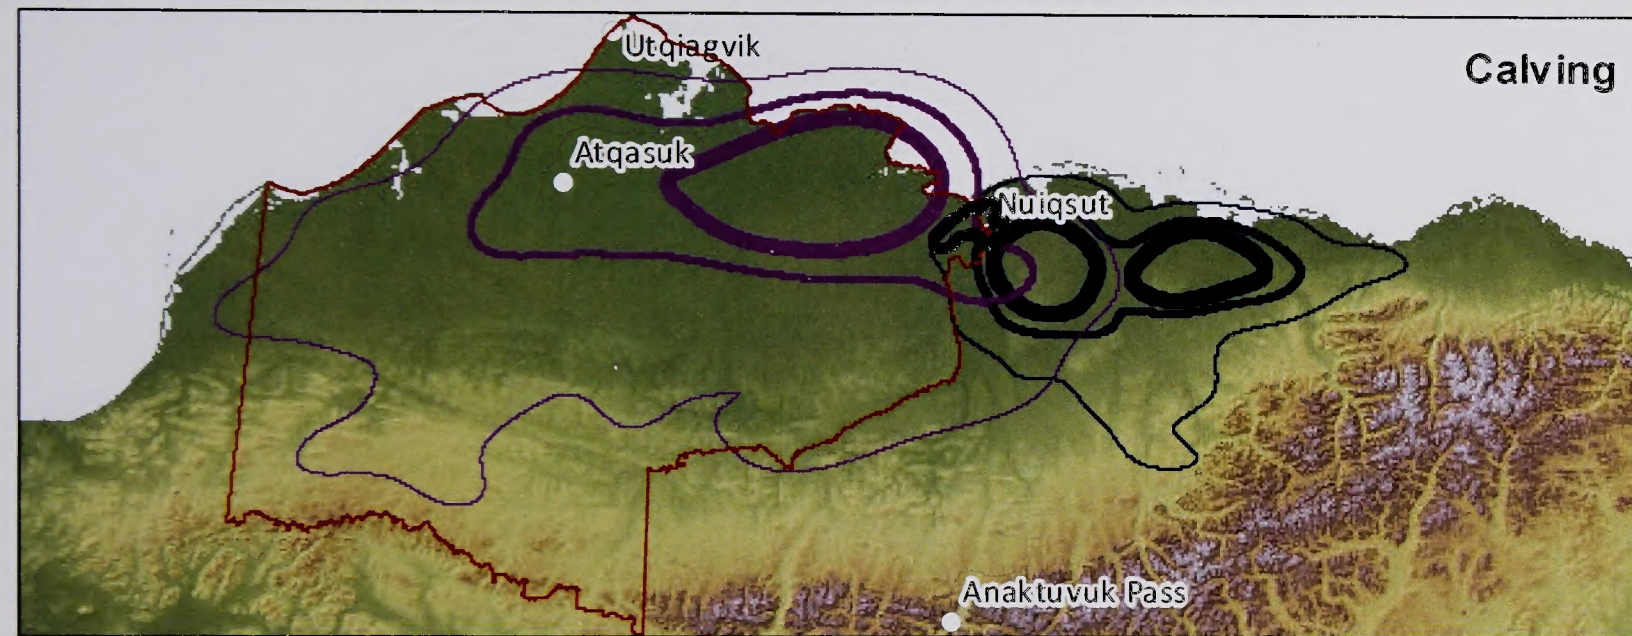 Utqiagvik
Calving
Atqasuk
Nuiqsut
Anaktuvuk Pass